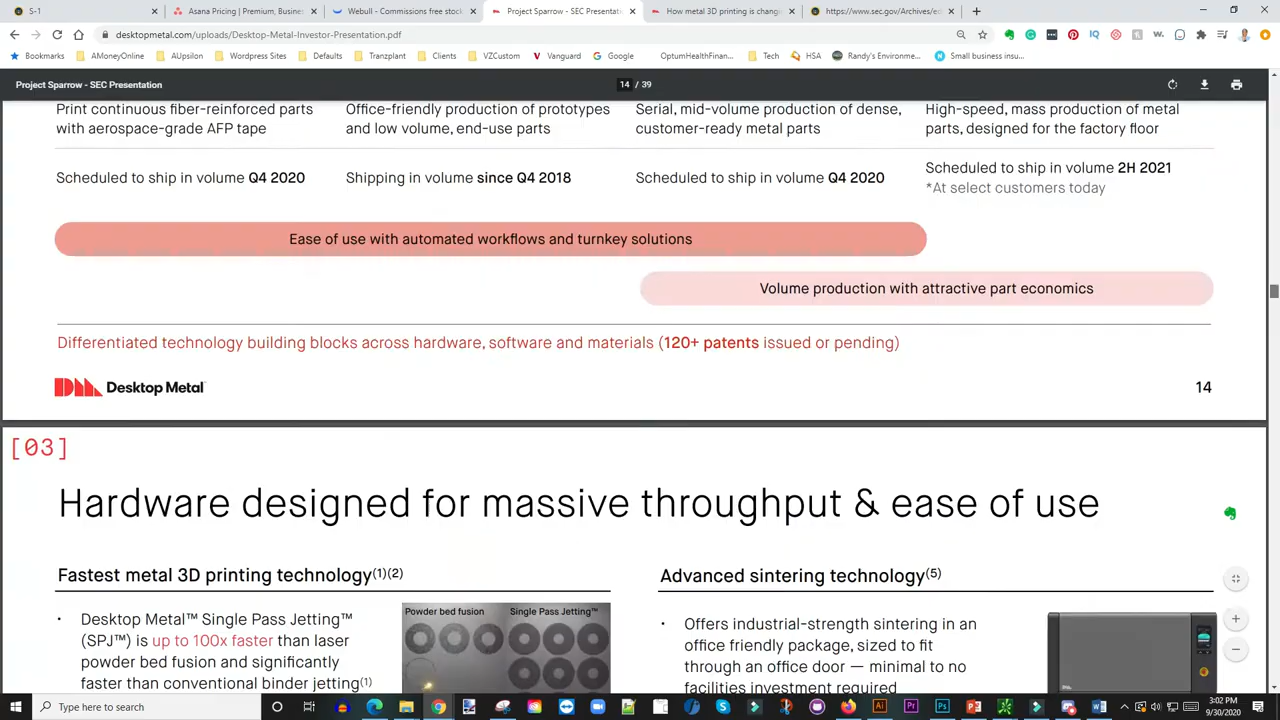 S-1
Asana Pricing | Premium, Busine
Webull - Commissions free stock
Project Sparrow - SEC Presentati
How metal 3D printing is change
https://www.sec.gov/Archives/ed
desktopmetal.com/uploads/Desktop-Metal-Investor-Presentation.pdf
Bookmarks
AMoneyOnline
AUpsilon
Wordpress Sites
Defaults
Tranzplant
Clients
VZCustom
Vanguard
Google
OptumHealthFinan...
Tech
HSA
Randy's Environme...
Small business insu...
Project Sparrow - SEC Presentation
14 / 39
Print continuous fiber-reinforced parts
with aerospace-grade AFP tape
Office-friendly production of prototypes
and low volume, end-use parts
Serial, mid-volume production of dense,
customer-ready metal parts
High-speed, mass production of metal
parts, designed for the factory floor
Scheduled to ship in volume Q4 2020
Shipping in volume since Q4 2018
Scheduled to ship in volume Q4 2020
Scheduled to ship in volume 2H 2021
*At select customers today
Ease of use with automated workflows and turnkey solutions
Volume production with attractive part economics
Differentiated technology building blocks across hardware, software and materials (120+ patents issued or pending)
Desktop Metal
14
[03]
Hardware designed for massive throughput & ease of use
Fastest metal 3D printing technology(1)(2)
• Desktop Metal™ Single Pass Jetting™
(SPJ™) is up to 100x faster than laser
powder bed fusion and significantly
faster than conventional binder jetting(1)
Powder bed fusion
Single Pass Jetting™
Advanced sintering technology(5)
• Offers industrial-strength sintering in an
office friendly package, sized to fit
through an office door — minimal to no
facilities investment required
Type here to search
3:02 PM
9/30/2020